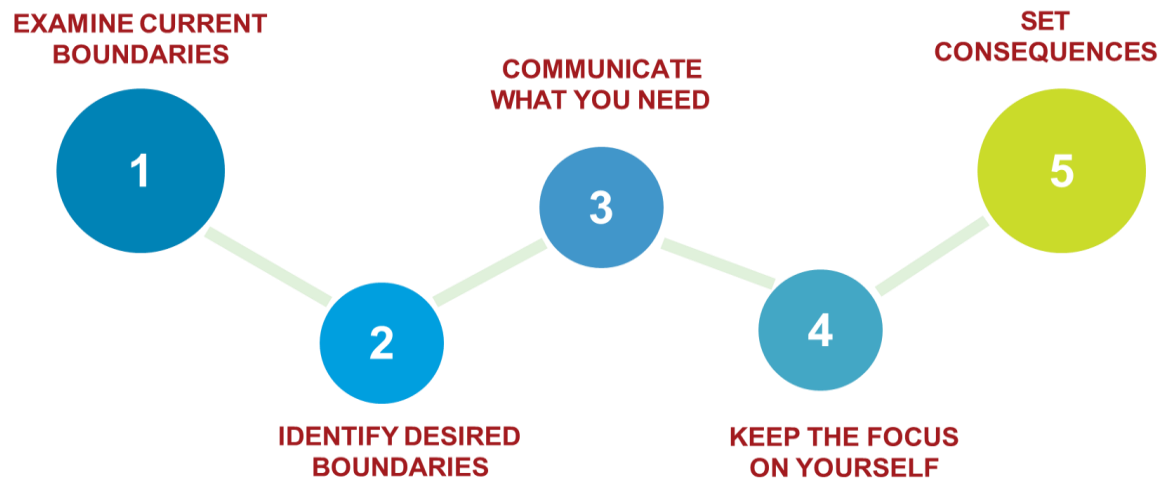 EXAMINE CURRENT
BOUNDARIES
1
2
IDENTIFY DESIRED
BOUNDARIES
COMMUNICATE
WHAT YOU NEED
3
4
KEEP THE FOCUS
ON YOURSELF
SET
CONSEQUENCES
5